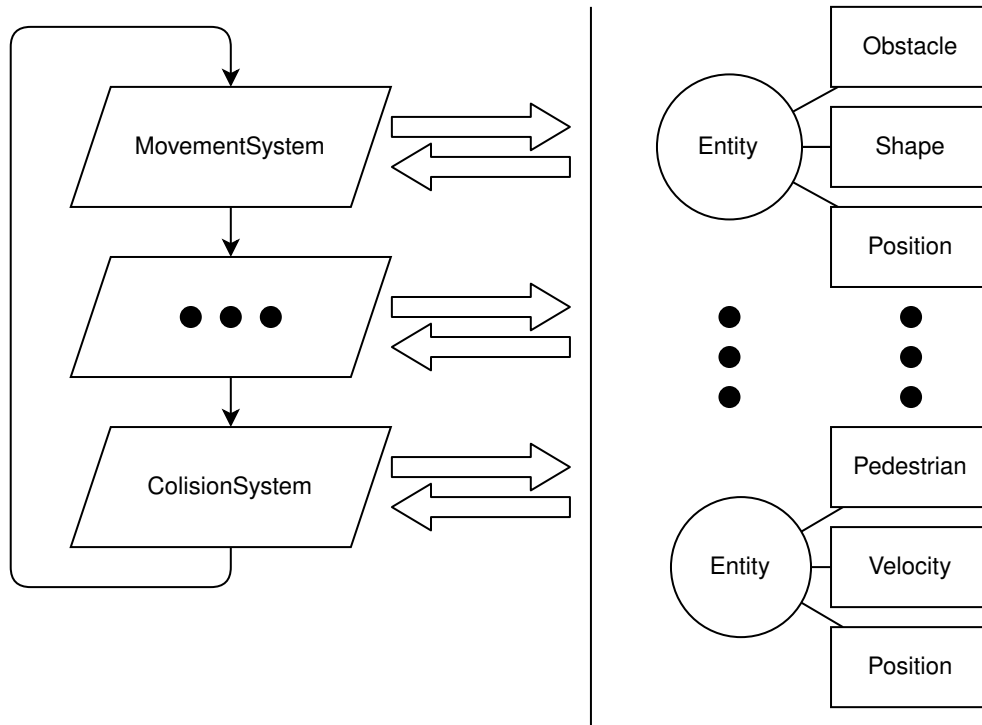 MovementSystem
ColisionSystem
Entity
Obstacle
Shape
Position
Entity
Pedestrian
Velocity
Position